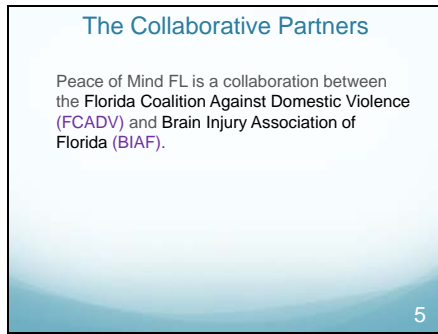 The Collaborative Partners
Peace of Mind FL is a collaboration between
the Florida Coalition Against Domestic Violence
(FCADV) and Brain Injury Association of
Florida (BIAF).
5